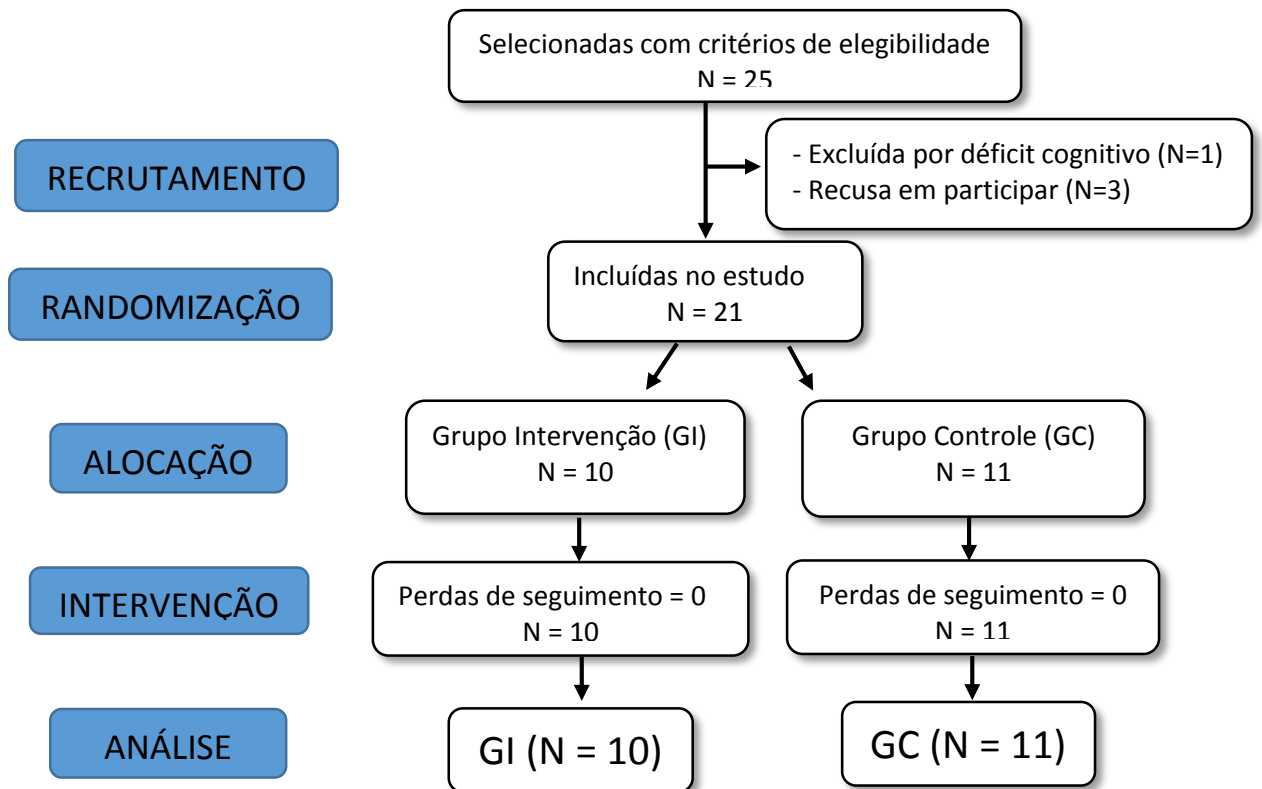 Selecionadas com critérios de elegibilidade
N = 25
RECRUTAMENTO
- Excluída por déficit cognitivo (N=1)
- Recusa em participar (N=3)
RANDOMIZAÇÃO
Incluídas no estudo
N = 21
ALOCAÇÃO
Grupo Intervenção (GI)
N = 10
Grupo Controle (GC)
N = 11
INTERVENÇÃO
Perdas de seguimento = 0
N = 10
Perdas de seguimento = 0
N = 11
ANÁLISE
GI (N = 10)
GC (N = 11)